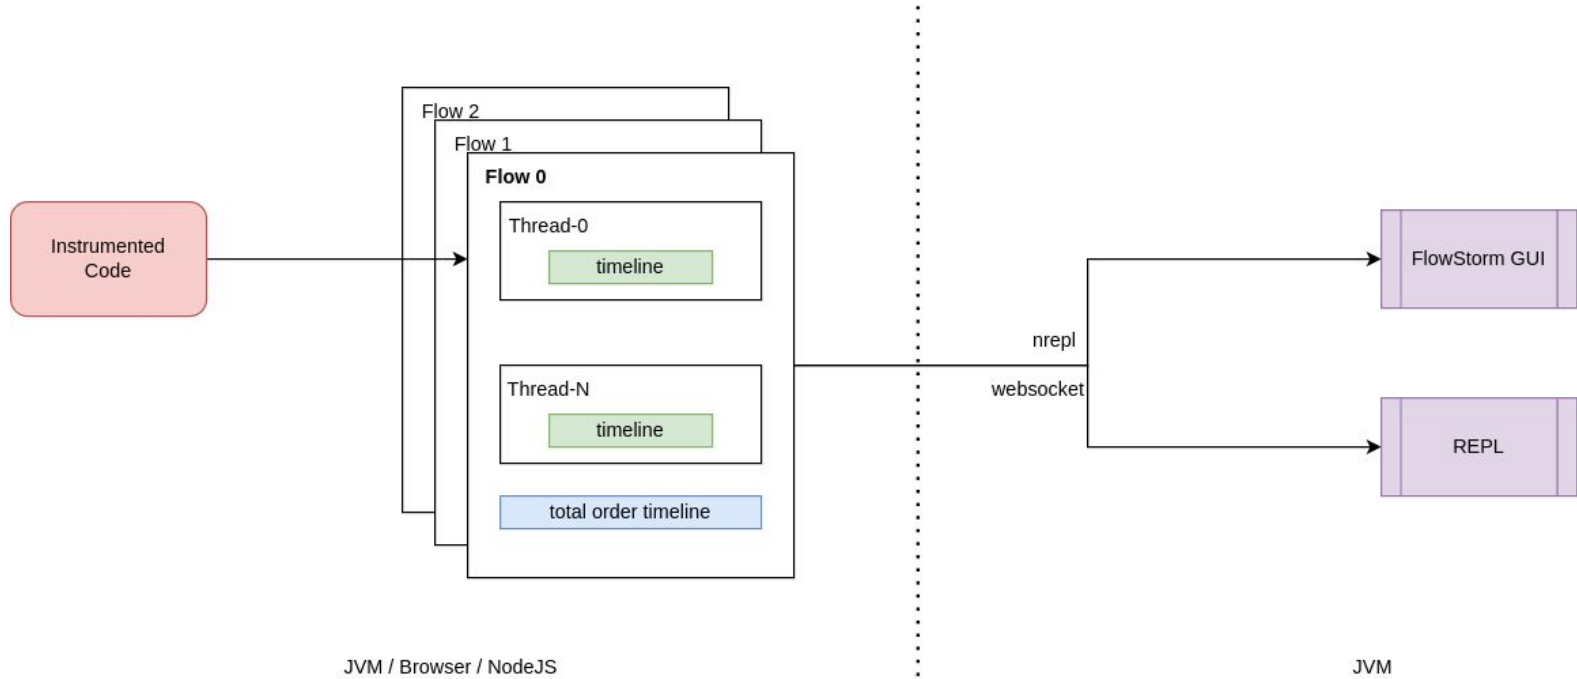 Flow 2
Flow 1
Flow 0
Instrumented
Code
Thread-0
timeline
FlowStorm GUI
nrepl
websocket
Thread-N
timeline
REPL
total order timeline
JVM / Browser / NodeJS
JVM